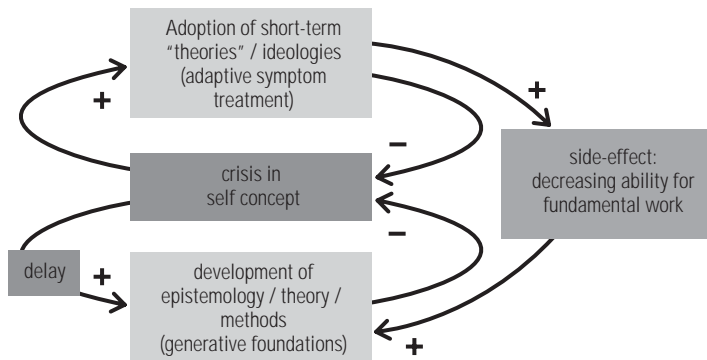 Adoption of short-term
“theories” / ideologies
(adaptive symptom
treatment)
+
+
–
side-effect:
decreasing ability for
fundamental work
crisis in
self concept
–
delay
+
development of
epistemology / theory /
methods
(generative foundations)
+